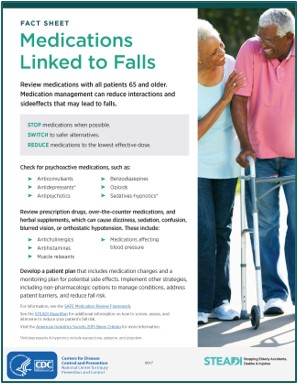 FACT SHEET
Medications
Linked to Falls
Review medications with all patients 65 and older.
Medication management can reduce interactions and
sideeffects that may lead to falls.
STOP medications when possible.
SWITCH to safer alternatives.
REDUCE medications to the lowest effective dose.
Check for psychoactive medications, such as:
Anticonvulsants
Benzodiazepines
Antidepressants*
Opioids
Antipsychotics
Sedatives-hypnotics*
Review prescription drugs, over-the-counter medications, and
herbal supplements, which can cause dizziness, sedation, confusion,
blurred vision, or orthostatic hypotension. These include:
Anticholinergics
Medications affecting
blood pressure
Antihistamines
Muscle relaxants
Develop a patient plan that includes medication changes and a
monitoring plan for potential side effects. Implement other strategies,
including non-pharmacologic options to manage conditions, address
patient barriers, and reduce fall risk.
For information, see the SAFE Medication Review Framework.
See the STEADI Algorithm for additional information on how to screen, assess, and
intervene to reduce your patient's fall risk.
Visit the American Geriatrics Society 2015 Beers Criteria for more information.
CDC
Centers for Disease
Control and Prevention
National Center for Injury
Prevention and Control
2017
STEADI
Stopping Elderly Accidents,
Deaths & Injuries